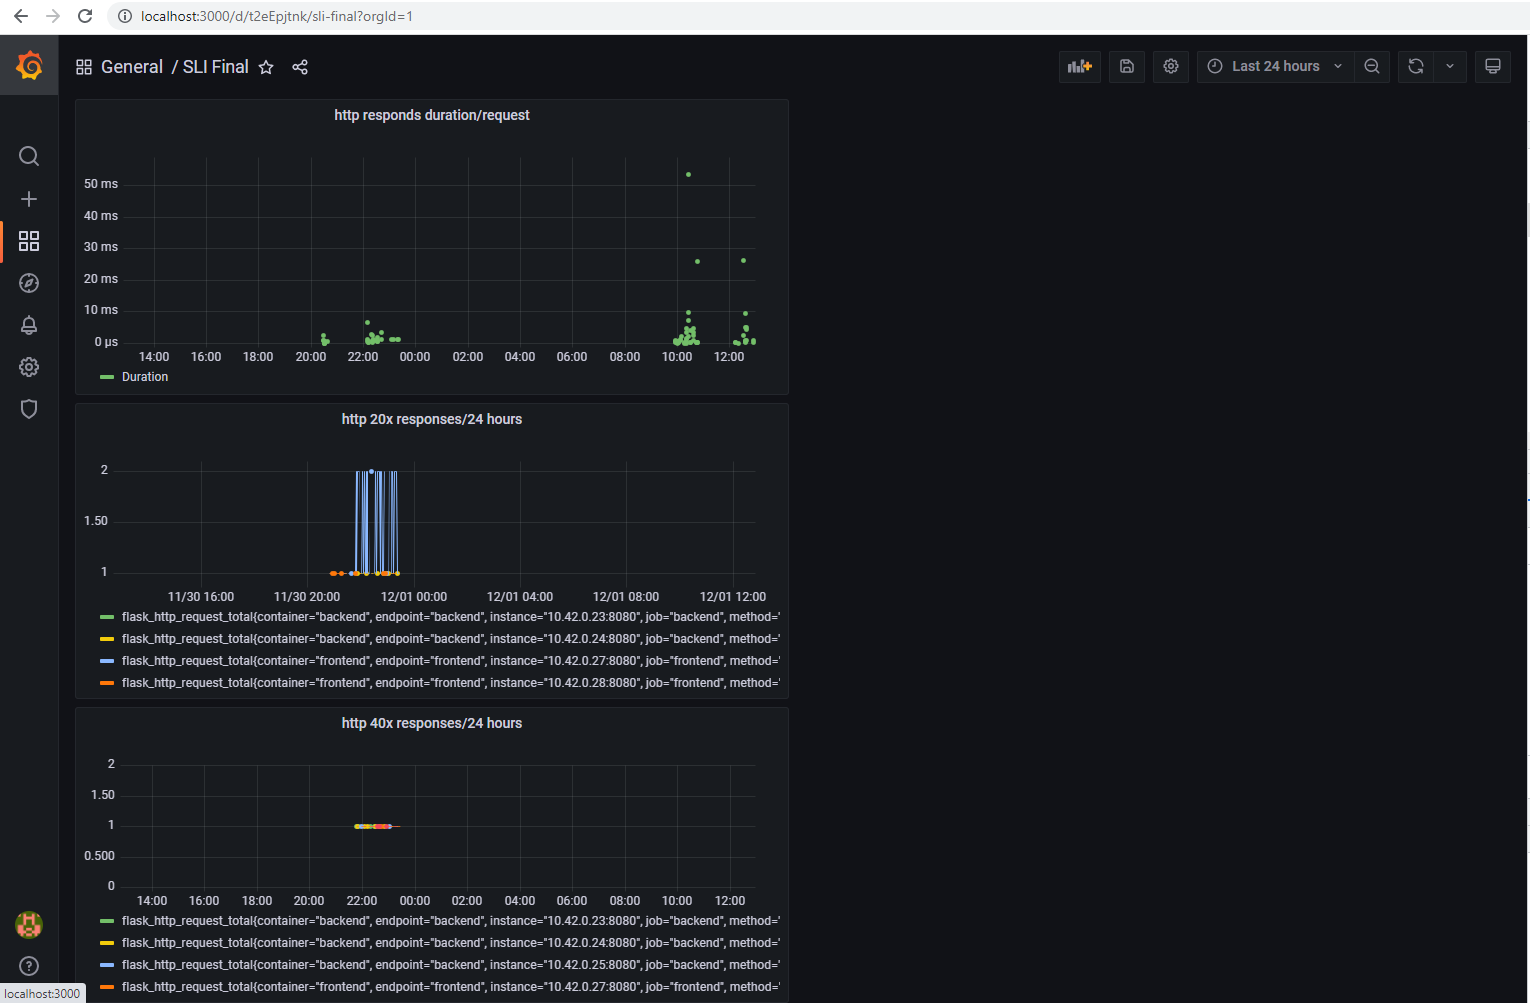 localhost:3000/d/t2eEpjtnk/sli-final?orgId=1
General / SLI Final
Last 24 hours
http responds duration/request
50 ms
40 ms
30 ms
20 ms
10 ms
0 µs
14:00 16:00 18:00 20:00 22:00 00:00 02:00 04:00 06:00 08:00 10:00 12:00
Duration
http 20x responses/24 hours
2
1.50
1
11/30 16:00 11/30 20:00 12/01 00:00 12/01 04:00 12/01 08:00 12/01 12:00
flask_http_request_total{container="backend", endpoint="backend", instance="10.42.0.23:8080", job="backend", method='
flask_http_request_total{container="backend", endpoint="backend", instance="10.42.0.24:8080", job="backend", method='
flask_http_request_total{container="frontend", endpoint="frontend", instance="10.42.0.27:8080", job="frontend", method='
flask_http_request_total{container="frontend", endpoint="frontend", instance="10.42.0.28:8080", job="frontend", method='
http 40x responses/24 hours
2
1.50
1
0.500
0
14:00 16:00 18:00 20:00 22:00 00:00 02:00 04:00 06:00 08:00 10:00 12:00
flask_http_request_total{container="backend", endpoint="backend", instance="10.42.0.23:8080", job="backend", method='
flask_http_request_total{container="backend", endpoint="backend", instance="10.42.0.24:8080", job="backend", method='
flask_http_request_total{container="backend", endpoint="backend", instance="10.42.0.25:8080", job="backend", method='
flask_http_request_total{container="frontend", endpoint="frontend", instance="10.42.0.27:8080", job="frontend", method='
localhost:3000